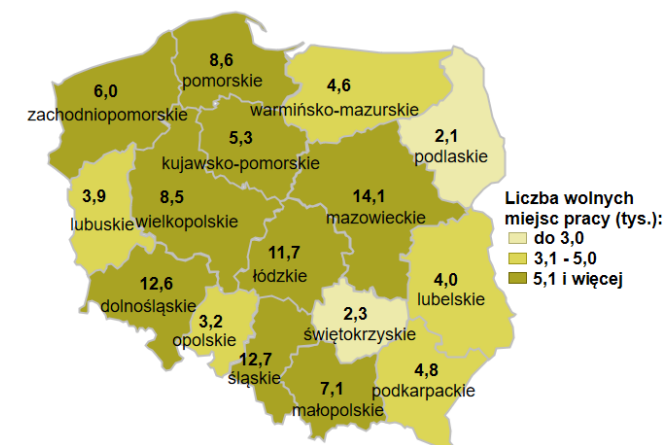 8,6
pomorskie
6,0
zachodniopomorskie
4,6
warmińsko-mazurskie
5,3
kujawsko-pomorskie
2,1
podlaskie
3,9
lubuskie
8,5
wielkopolskie
14,1
mazowieckie
11,7
łódzkie
12,6
dolnośląskie
4,0
lubelskie
3,2
opolskie
2,3
świętokrzyskie
12,7
śląskie
7,1
małopolskie
4,8
podkarpackie
Liczba wolnych
miejsc pracy (tys.):
do 3,0
3,1 - 5,0
5,1 i więcej